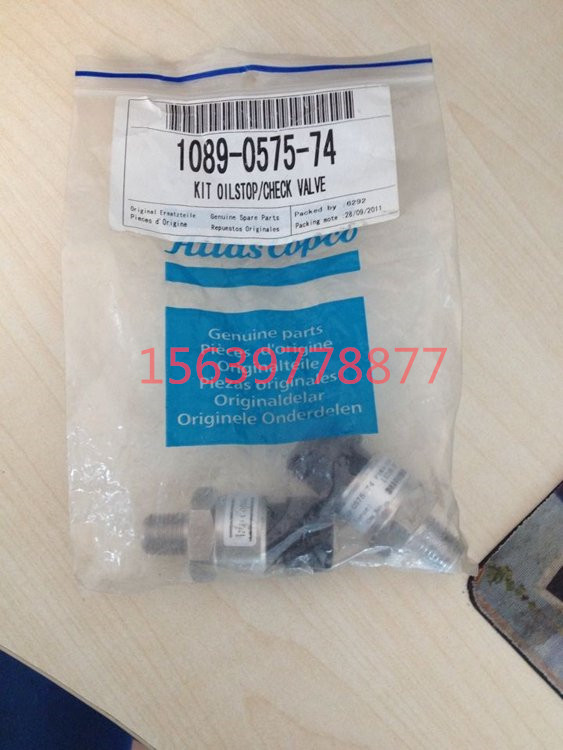 1089-0575-74
KIT OILSTOP/CHECK VALVE
Original Ersatzteile Genuine Spare Parts
Pièces d'Origine Repuestos Originales
Packed by : 6292
Packing note : 28/09/2011
Atlas Copco
Genuine parts
Pièces d'origine
Originalteile
15639778877
Piezas originales
Originaldelar
Originele Onderdelen